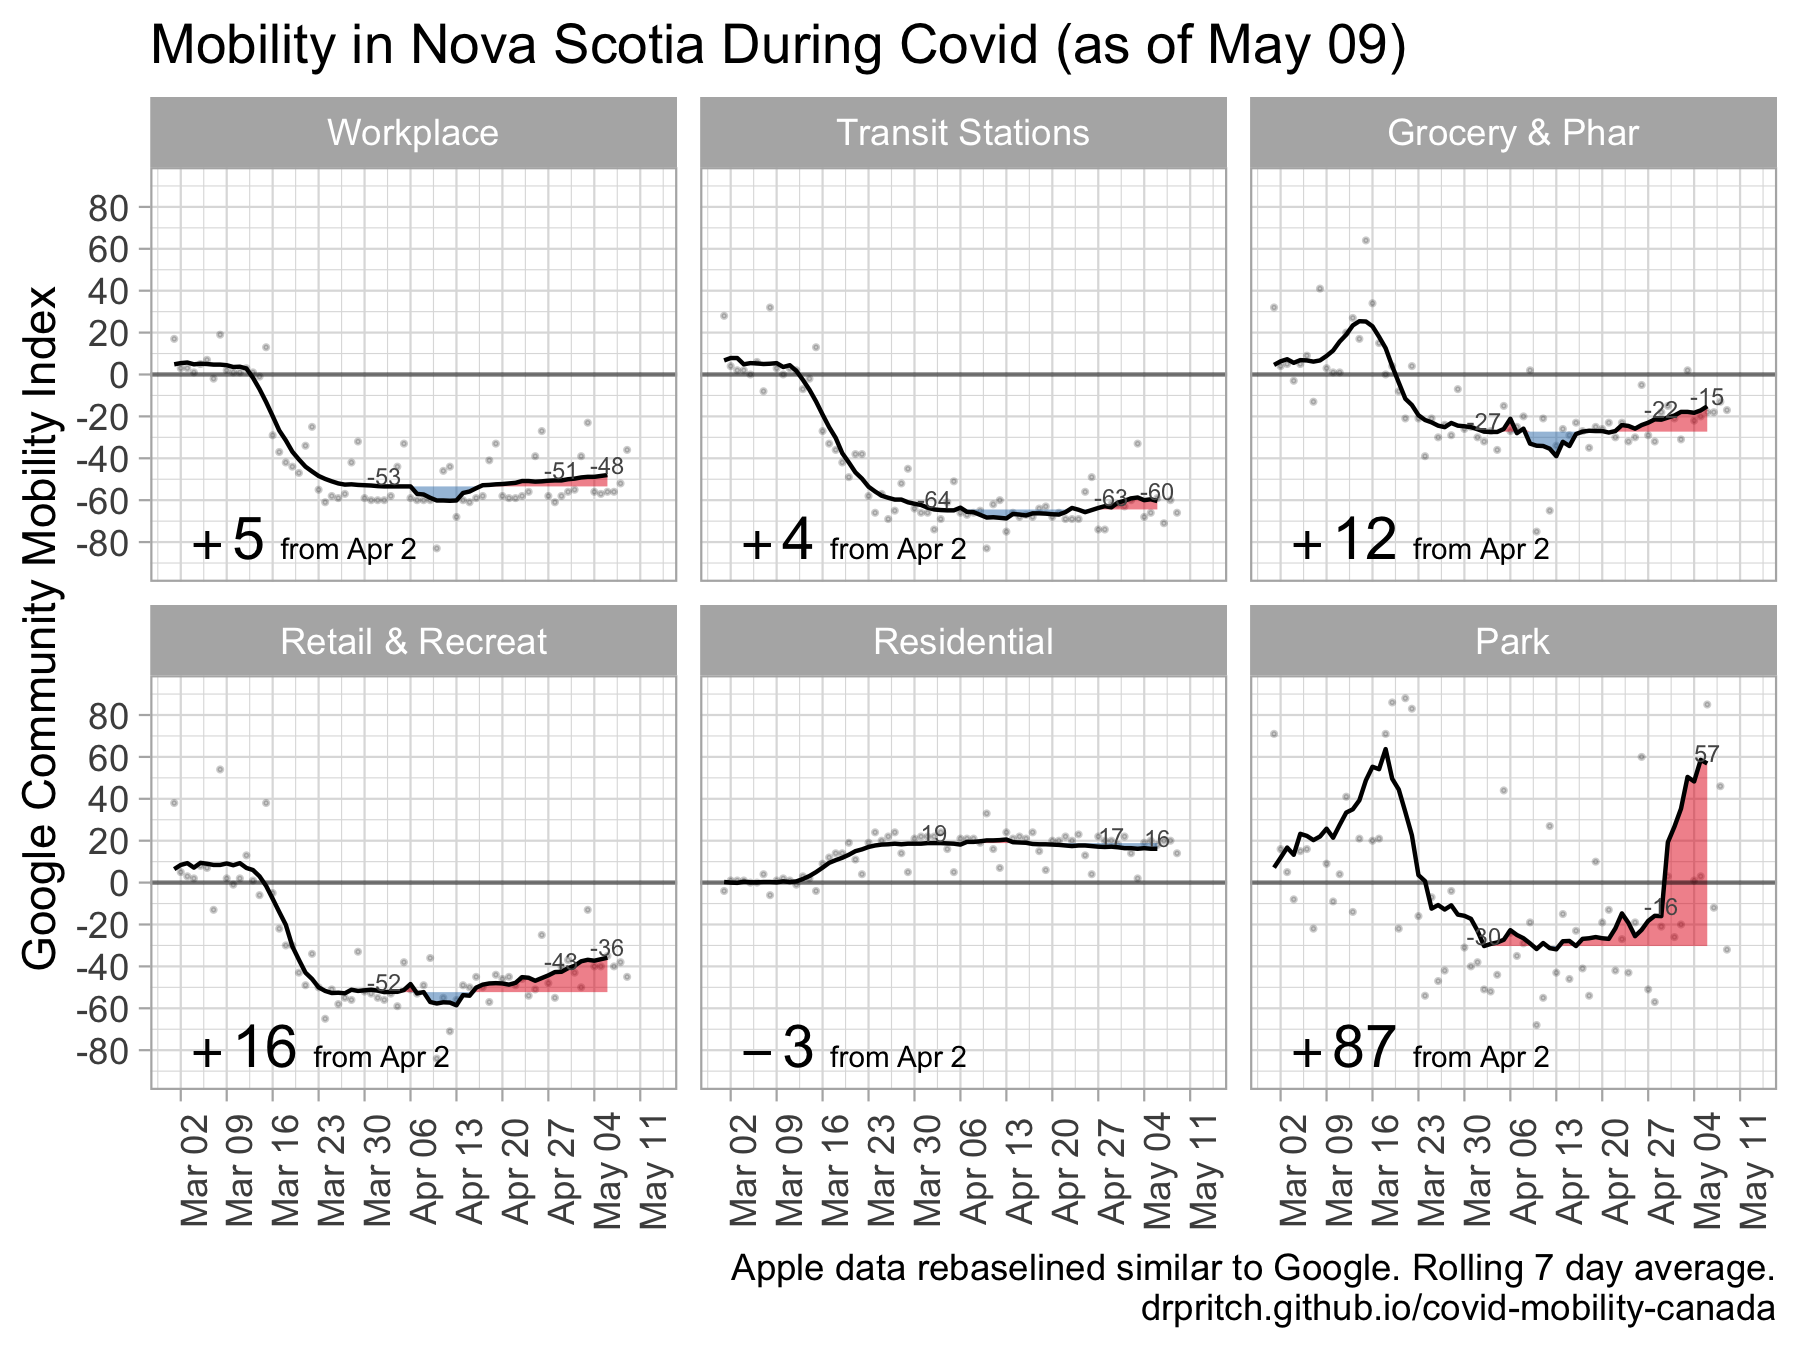 Mobility in Nova Scotia During Covid (as of May 09)
Google Community Mobility Index
Workplace
Transit Stations
Grocery & Phar
80
60
40
20
0
-20
-40
-60
-80
-53
-51
-48
+5 from Apr 2
-64
-63
-60
+4 from Apr 2
-27
-22
-15
+12 from Apr 2
Retail & Recreat
Residential
Park
80
60
40
20
0
-20
-40
-60
-80
-52
-43
-36
+16 from Apr 2
19
17
16
−3 from Apr 2
-30
-16
57
+87 from Apr 2
Mar 02
Mar 09
Mar 16
Mar 23
Mar 30
Apr 06
Apr 13
Apr 20
Apr 27
May 04
May 11
Mar 02
Mar 09
Mar 16
Mar 23
Mar 30
Apr 06
Apr 13
Apr 20
Apr 27
May 04
May 11
Mar 02
Mar 09
Mar 16
Mar 23
Mar 30
Apr 06
Apr 13
Apr 20
Apr 27
May 04
May 11
Apple data rebaselined similar to Google. Rolling 7 day average.
drpritch.github.io/covid-mobility-canada